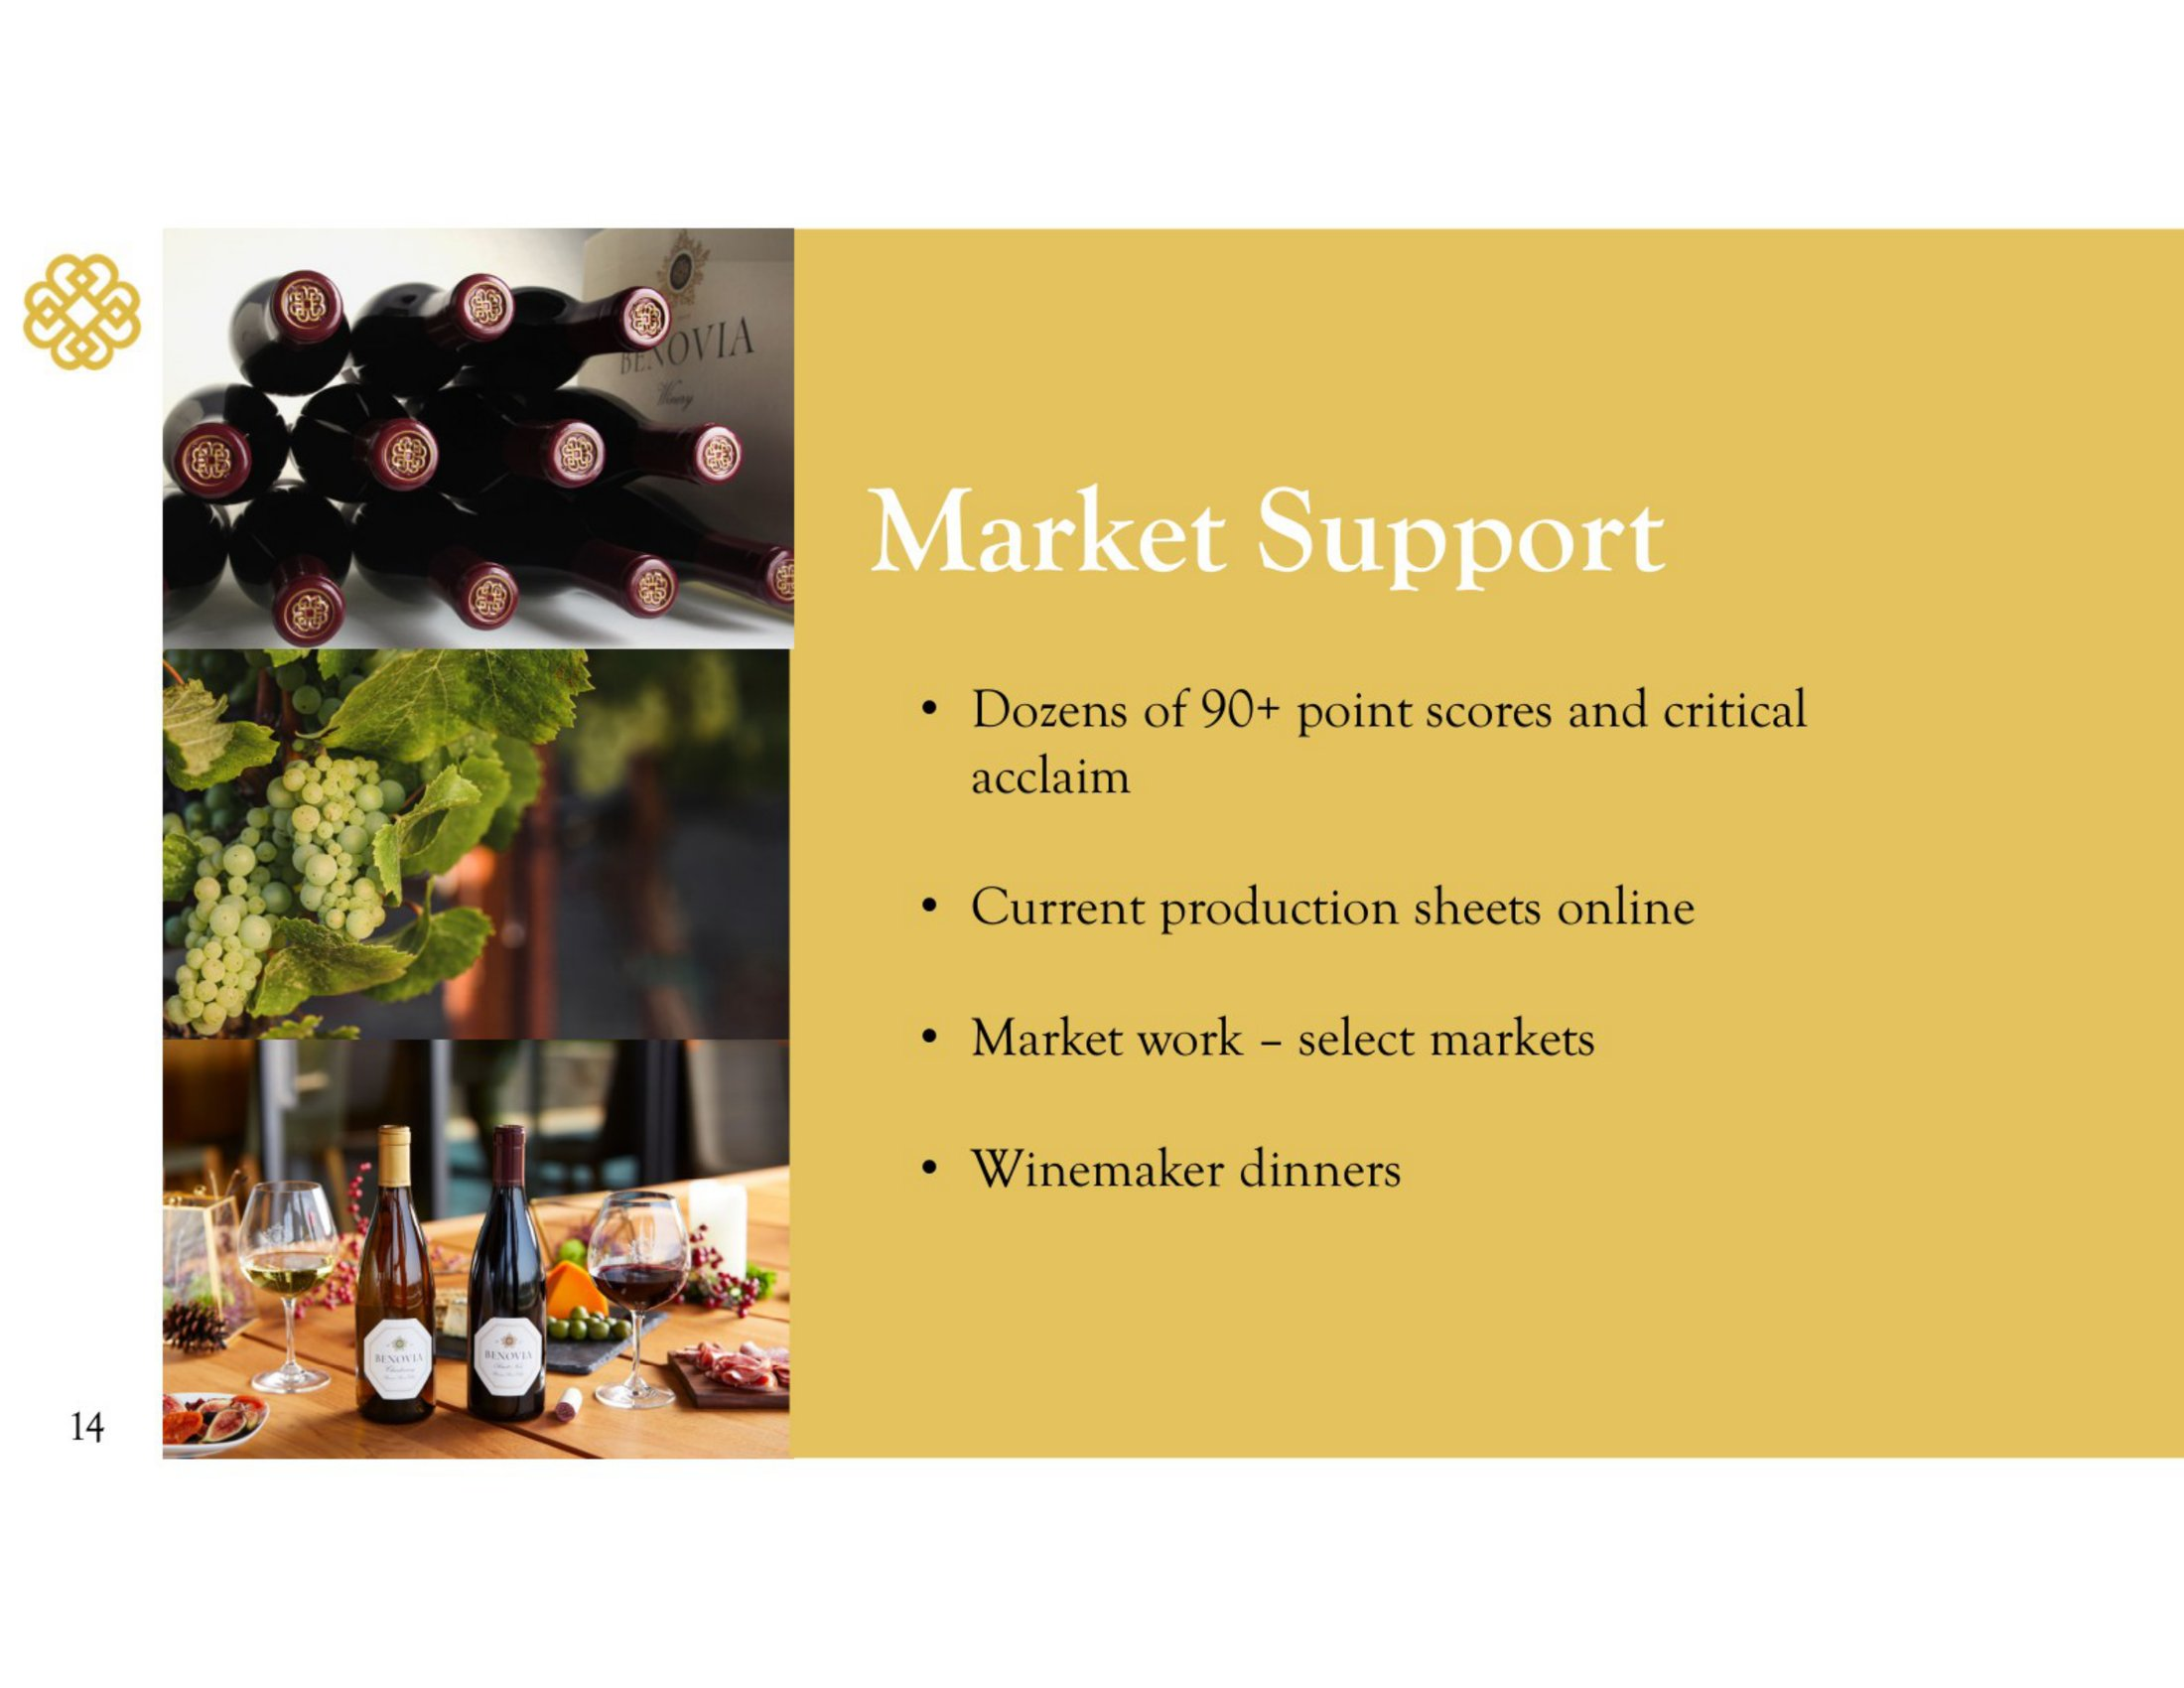 BENOVIA
Winery
Market Support
• Dozens of 90+ point scores and critical
acclaim
• Current production sheets online
• Market work – select markets
• Winemaker dinners
BENOVIA
Chardonnay
BENOVIA
14